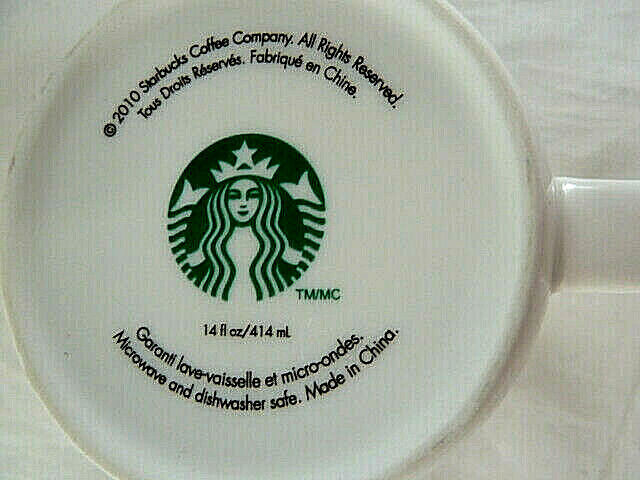 © 2010 Starbucks Coffee Company. All Rights Reserved.
Tous Droits Réservés. Fabriqué en Chine.
TM/MC
14 fl oz/414 mL
Garanti lave-vaisselle et micro-ondes.
Microwave and dishwasher safe. Made in China.